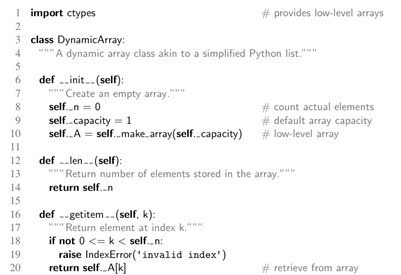 1 import ctypes # provides low-level arrays
2
3 class DynamicArray:
4 """A dynamic array class akin to a simplified Python list."""
5
6 def __init__(self):
7 """Create an empty array."""
8 self._n = 0 # count actual elements
9 self._capacity = 1 # default array capacity
10 self._A = self._make_array(self._capacity) # low-level array
11
12 def __len__(self):
13 """Return number of elements stored in the array."""
14 return self._n
15
16 def __getitem__(self, k):
17 """Return element at index k."""
18 if not 0 <= k < self._n:
19 raise IndexError('invalid index')
20 return self._A[k] # retrieve from array